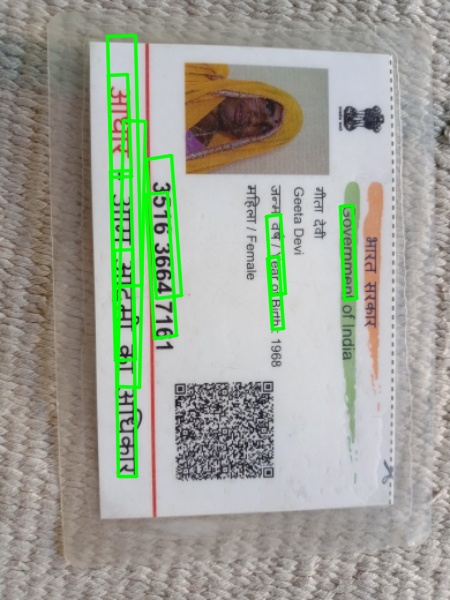 भारत सरकार
Government of India
गीता देवी
Geeta Devi
जन्म वर्ष / Year of Birth : 1968
महिला / Female
3516 3664 7161
आधार - आम आदमी का अधिकार